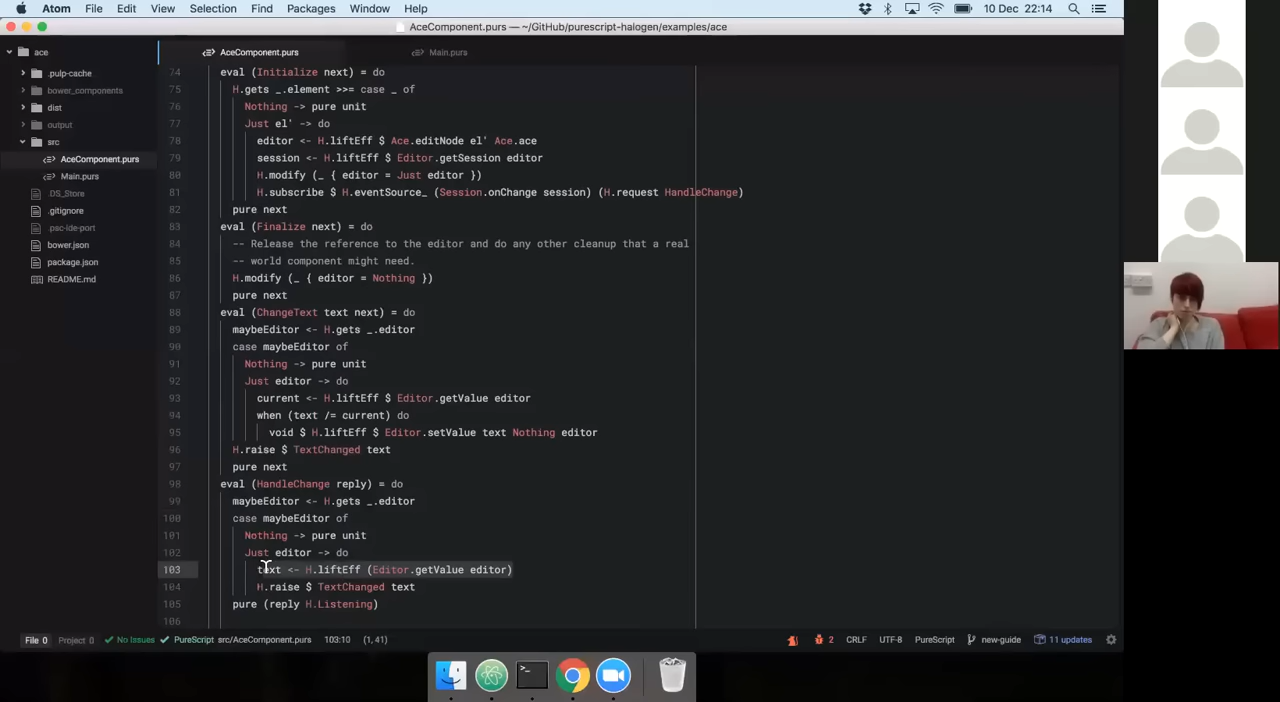 Atom File Edit View Selection Find Packages Window Help 10 Dec 22:14
AceComponent.purs — ~/GitHub/purescript-halogen/examples/ace
ace
.pulp-cache
bower_components
dist
output
src
AceComponent.purs
Main.purs
.DS_Store
.gitignore
.psc-ide-port
bower.json
package.json
README.md
AceComponent.purs Main.purs
74 eval (Initialize next) = do
75 H.gets _.element >>= case _ of
76 Nothing -> pure unit
77 Just el' -> do
78 editor <- H.liftEff $ Ace.editNode el' Ace.ace
79 session <- H.liftEff $ Editor.getSession editor
80 H.modify (_ { editor = Just editor })
81 H.subscribe $ H.eventSource_ (Session.onChange session) (H.request HandleChange)
82 pure next
83 eval (Finalize next) = do
84 -- Release the reference to the editor and do any other cleanup that a real
85 -- world component might need.
86 H.modify (_ { editor = Nothing })
87 pure next
88 eval (ChangeText text next) = do
89 maybeEditor <- H.gets _.editor
90 case maybeEditor of
91 Nothing -> pure unit
92 Just editor -> do
93 current <- H.liftEff $ Editor.getValue editor
94 when (text /= current) do
95 void $ H.liftEff $ Editor.setValue text Nothing editor
96 H.raise $ TextChanged text
97 pure next
98 eval (HandleChange reply) = do
99 maybeEditor <- H.gets _.editor
100 case maybeEditor of
101 Nothing -> pure unit
102 Just editor -> do
103 text <- H.liftEff (Editor.getValue editor)
104 H.raise $ TextChanged text
105 pure (reply H.Listening)
106
File 0 Project 0 No Issues PureScript src/AceComponent.purs 103:10 (1, 41) 2 CRLF UTF-8 PureScript new-guide 11 updates